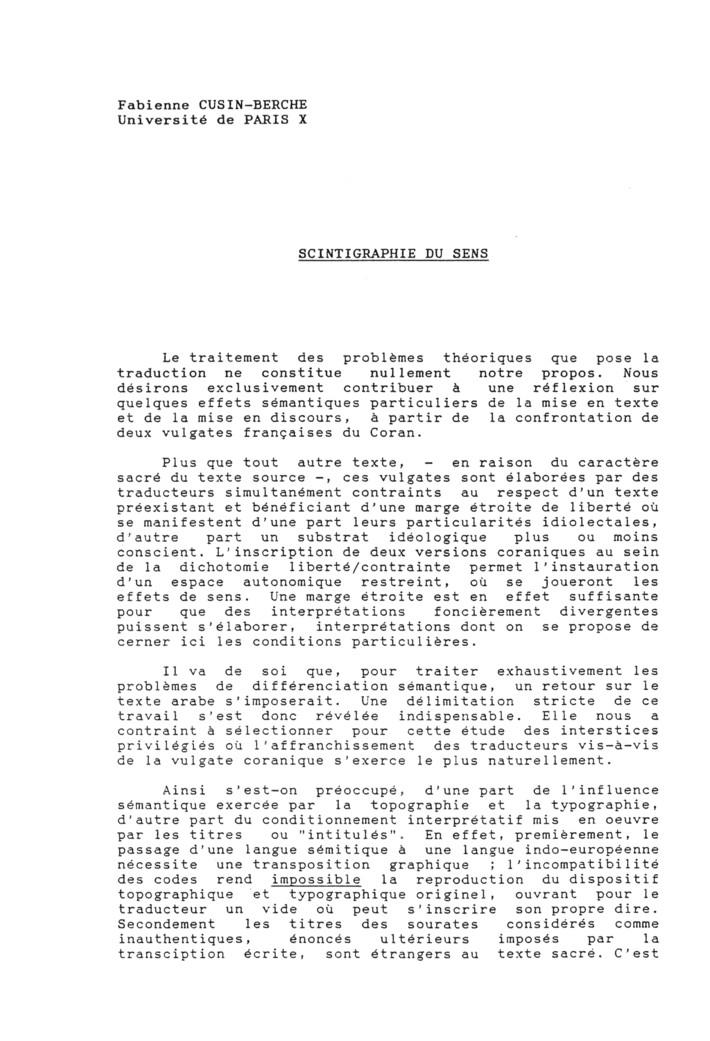 Fabienne CUSIN-BERCHE
Université de PARIS X
SCINTIGRAPHIE DU SENS
Le traitement des problèmes théoriques que pose la
traduction ne constitue nullement notre propos. Nous
désirons exclusivement contribuer à une réflexion sur
quelques effets sémantiques particuliers de la mise en texte
et de la mise en discours, à partir de la confrontation de
deux vulgates françaises du Coran.
Plus que tout autre texte, - en raison du caractère
sacré du texte source -, ces vulgates sont élaborées par des
traducteurs simultanément contraints au respect d'un texte
préexistant et bénéficiant d'une marge étroite de liberté où
se manifestent d'une part leurs particularités idiolectales,
d'autre part un substrat idéologique plus ou moins
conscient. L'inscription de deux versions coraniques au sein
de la dichotomie liberté/contrainte permet l'instauration
d'un espace autonomique restreint, où se joueront les
effets de sens. Une marge étroite est en effet suffisante
pour que des interprétations foncièrement divergentes
puissent s'élaborer, interprétations dont on se propose de
cerner ici les conditions particulières.
Il va de soi que, pour traiter exhaustivement les
problèmes de différenciation sémantique, un retour sur le
texte arabe s'imposerait. Une délimitation stricte de ce
travail s'est donc révélée indispensable. Elle nous a
contraint à sélectionner pour cette étude des interstices
privilégiés où l'affranchissement des traducteurs vis-à-vis
de la vulgate coranique s'exerce le plus naturellement.
Ainsi s'est-on préoccupé, d'une part de l'influence
sémantique exercée par la topographie et la typographie,
d'autre part du conditionnement interprétatif mis en oeuvre
par les titres ou "intitulés". En effet, premièrement, le
passage d'une langue sémitique à une langue indo-européenne
nécessite une transposition graphique ; l'incompatibilité
des codes rend impossible la reproduction du dispositif
topographique et typographique originel, ouvrant pour le
traducteur un vide où peut s'inscrire son propre dire.
Secondement les titres des sourates considérés comme
inauthentiques, énoncés ultérieurs imposés par la
transciption écrite, sont étrangers au texte sacré. C'est